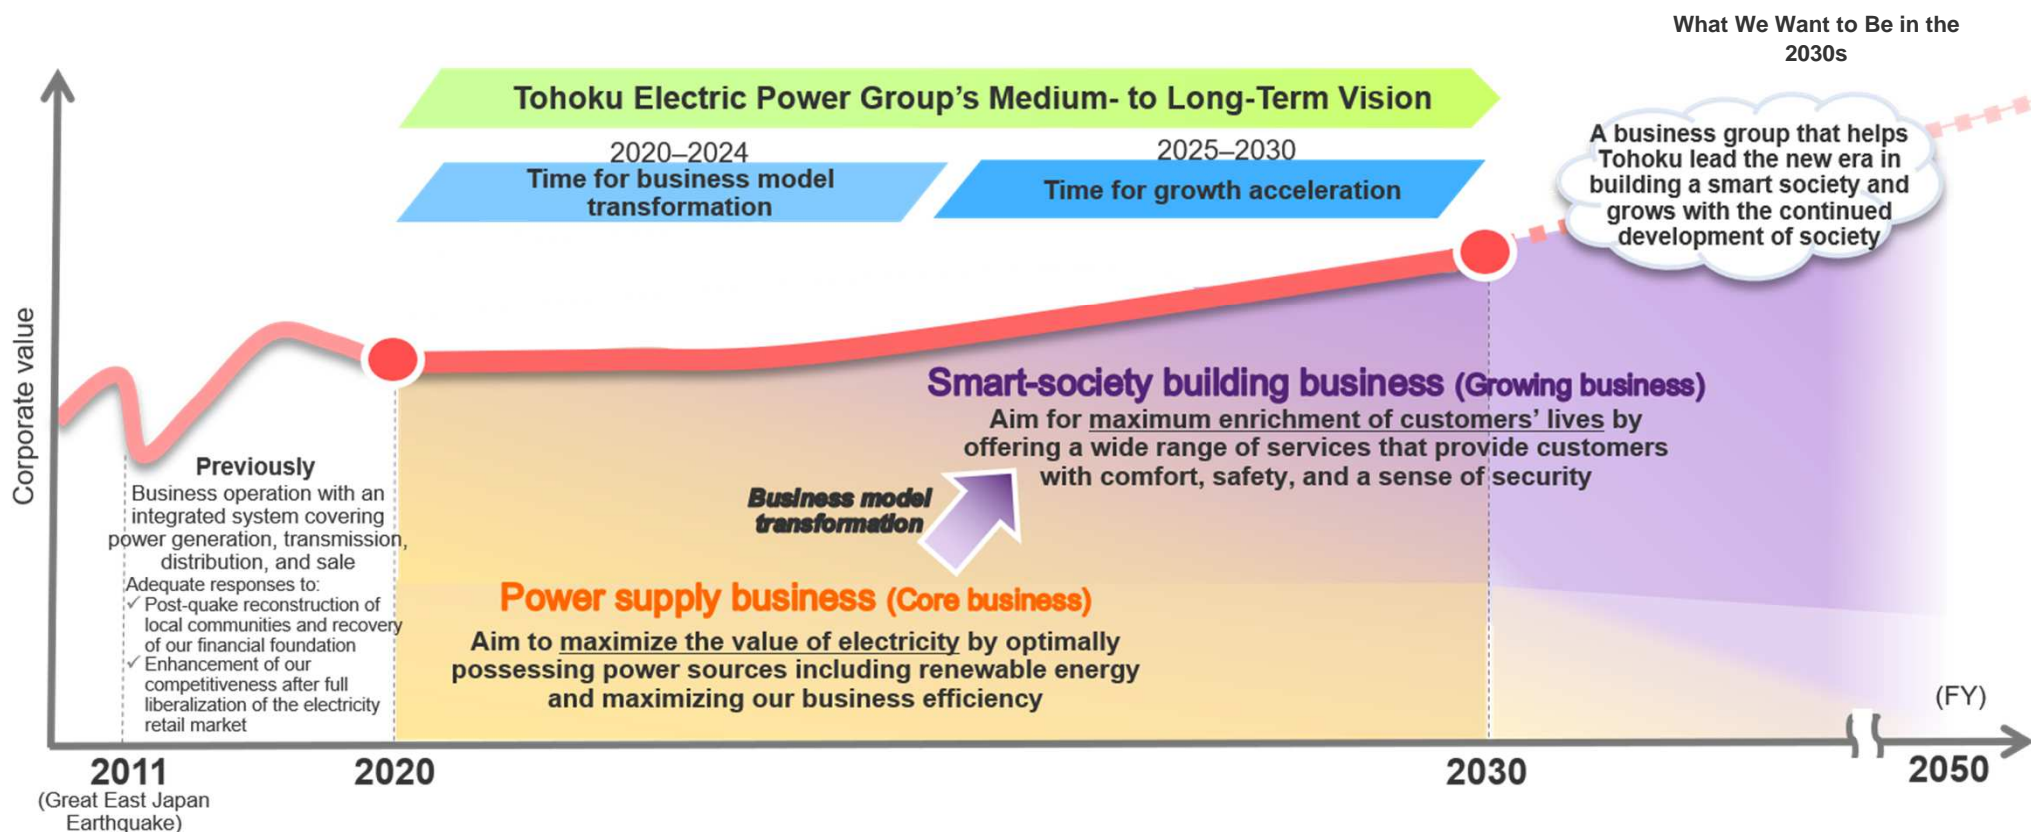 What We Want to Be in the
2030s
Tohoku Electric Power Group’s Medium- to Long-Term Vision
2020–2024
Time for business model
transformation
2025–2030
Time for growth acceleration
A business group that helps
Tohoku lead the new era in
building a smart society and
grows with the continued
development of society
Corporate value
Smart-society building business (Growing business)
Aim for maximum enrichment of customers’ lives by
offering a wide range of services that provide customers
with comfort, safety, and a sense of security
Previously
Business operation with an
integrated system covering
power generation, transmission,
distribution, and sale
Adequate responses to:
✓ Post-quake reconstruction of
local communities and recovery
of our financial foundation
✓ Enhancement of our
competitiveness after full
liberalization of the electricity
retail market
Business model
transformation
Power supply business (Core business)
Aim to maximize the value of electricity by optimally
possessing power sources including renewable energy
and maximizing our business efficiency
(FY)
2011
(Great East Japan
Earthquake)
2020
2030
2050